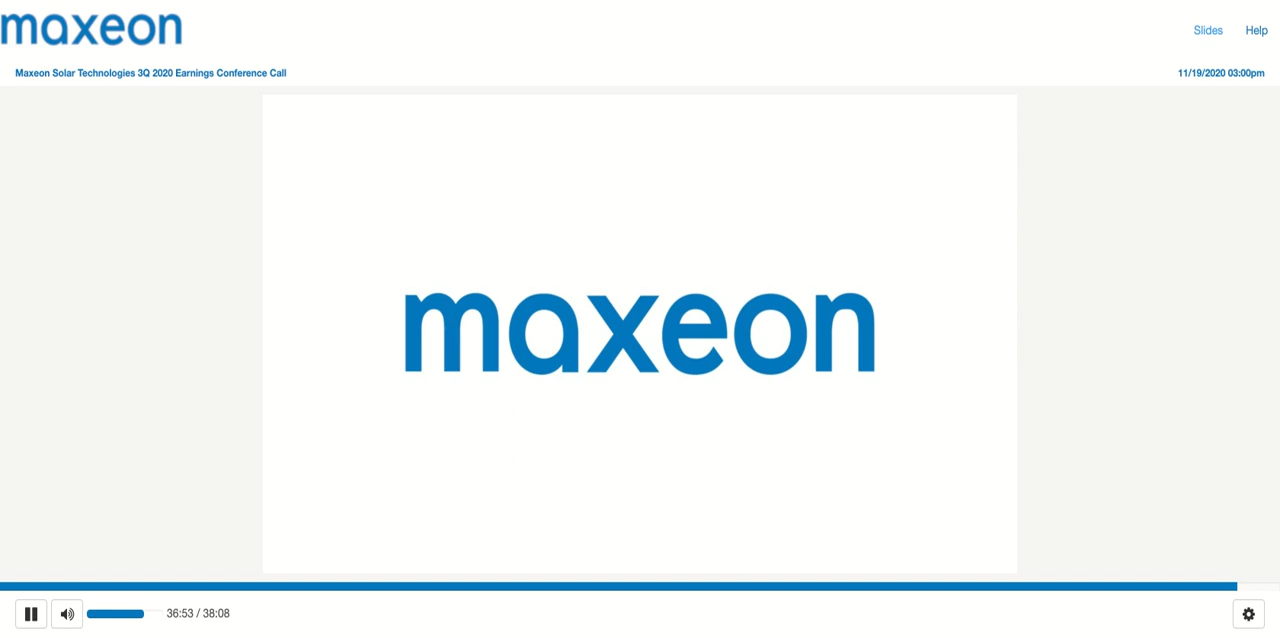 maxeon
Slides Help
Maxeon Solar Technologies 3Q 2020 Earnings Conference Call 11/19/2020 03:00pm
maxeon
36:53 / 38:08